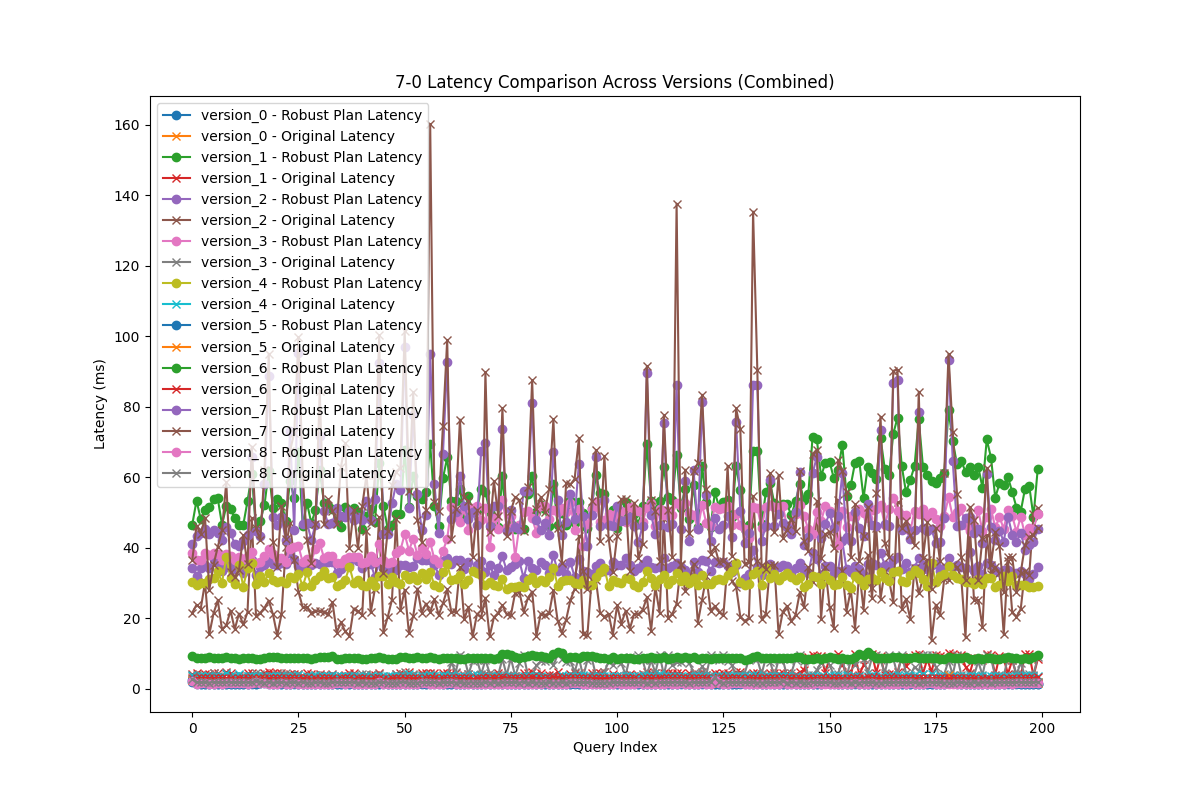 7-0 Latency Comparison Across Versions (Combined)
version_0 - Robust Plan Latency
version_0 - Original Latency
version_1 - Robust Plan Latency
version_1 - Original Latency
version_2 - Robust Plan Latency
version_2 - Original Latency
version_3 - Robust Plan Latency
version_3 - Original Latency
version_4 - Robust Plan Latency
version_4 - Original Latency
version_5 - Robust Plan Latency
version_5 - Original Latency
version_6 - Robust Plan Latency
version_6 - Original Latency
version_7 - Robust Plan Latency
version_7 - Original Latency
version_8 - Robust Plan Latency
version_8 - Original Latency
Latency (ms)
160
140
120
100
80
60
40
20
0
0 25 50 75 100 125 150 175 200
Query Index